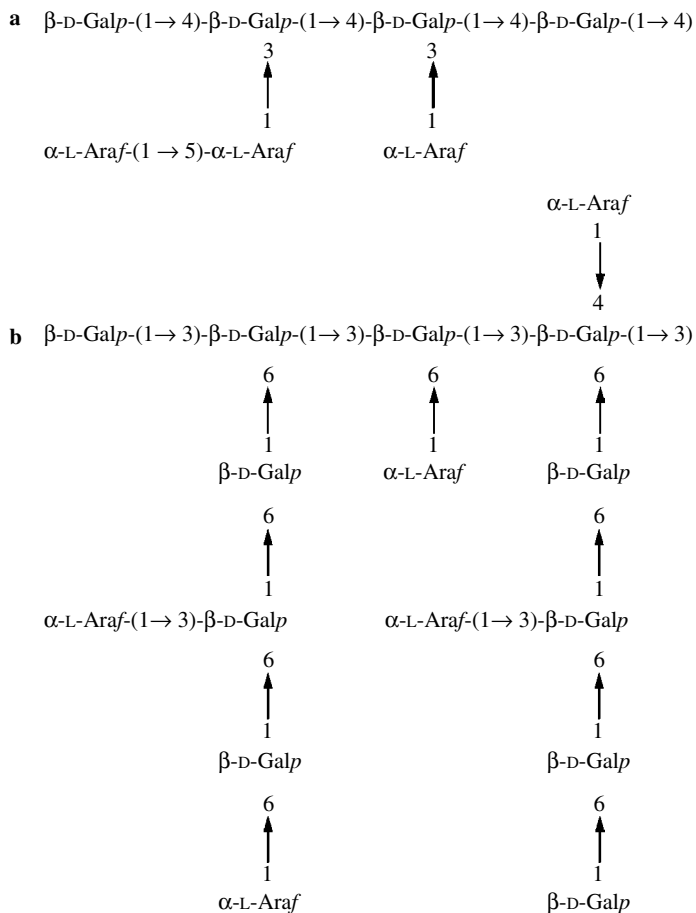 a β-D-Galp-(1→ 4)-β-D-Galp-(1→ 4)-β-D-Galp-(1→ 4)-β-D-Galp-(1→ 4)
3 3
1 1
α-L-Araf-(1 → 5)-α-L-Araf α-L-Araf
α-L-Araf
1
4
b β-D-Galp-(1→ 3)-β-D-Galp-(1→ 3)-β-D-Galp-(1→ 3)-β-D-Galp-(1→ 3)
6 6 6
1 1 1
β-D-Galp α-L-Araf β-D-Galp
6 6
1 1
α-L-Araf-(1→ 3)-β-D-Galp α-L-Araf-(1→ 3)-β-D-Galp
6 6
1 1
β-D-Galp β-D-Galp
6 6
1 1
α-L-Araf β-D-Galp